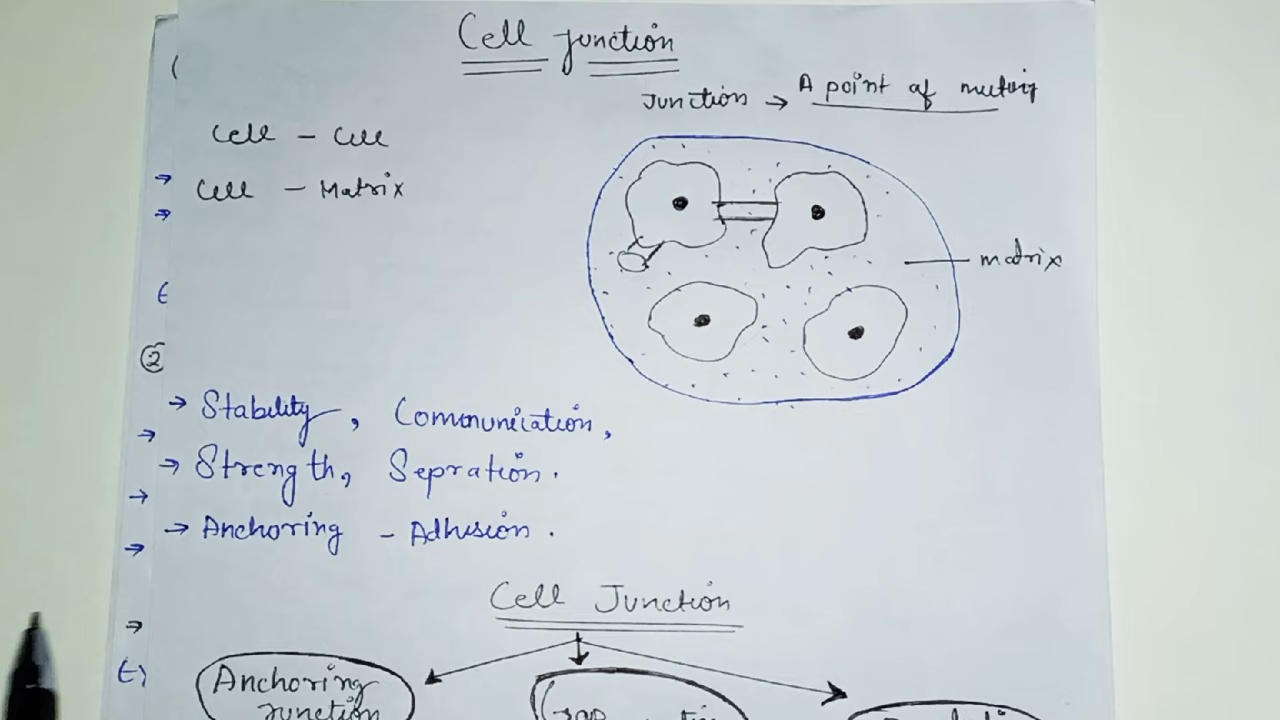 Cell junction
Junction → A point of meeting
Cell - Cell
Cell - Matrix
matrix
②
→ Stability, Communication,
→ Strength, Sepration.
→ Anchoring - Adhesion.
Cell Junction
Anchoring
Junction
Gap